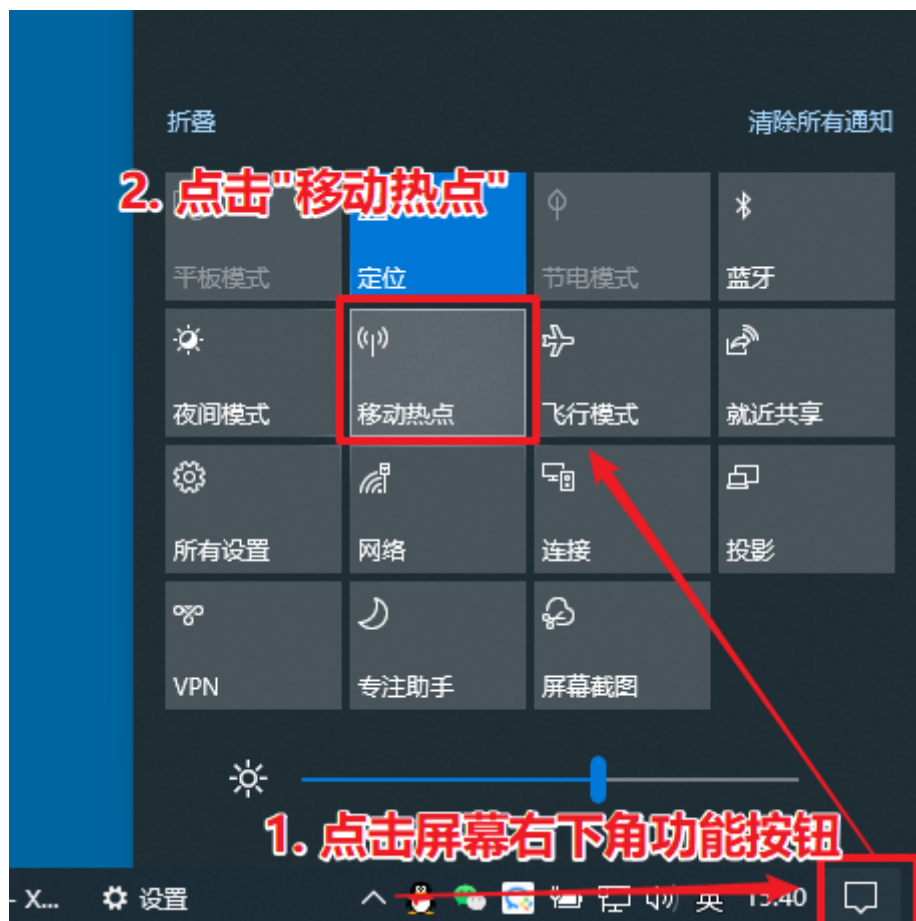 折叠 清除所有通知
2. 点击"移动热点"
平板模式 定位 节电模式 蓝牙
夜间模式 移动热点 飞行模式 就近共享
所有设置 网络 连接 投影
VPN 专注助手 屏幕截图
1. 点击屏幕右下角功能按钮
- X... 设置 英 15:40